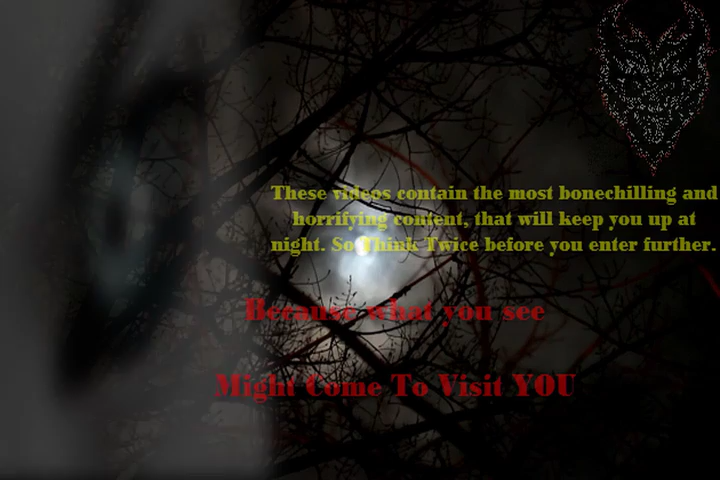 These videos contain the most bonechilling and
horrifying content, that will keep you up at
night. So Think Twice before you enter further.
Because what you see
Might Come To Visit YOU